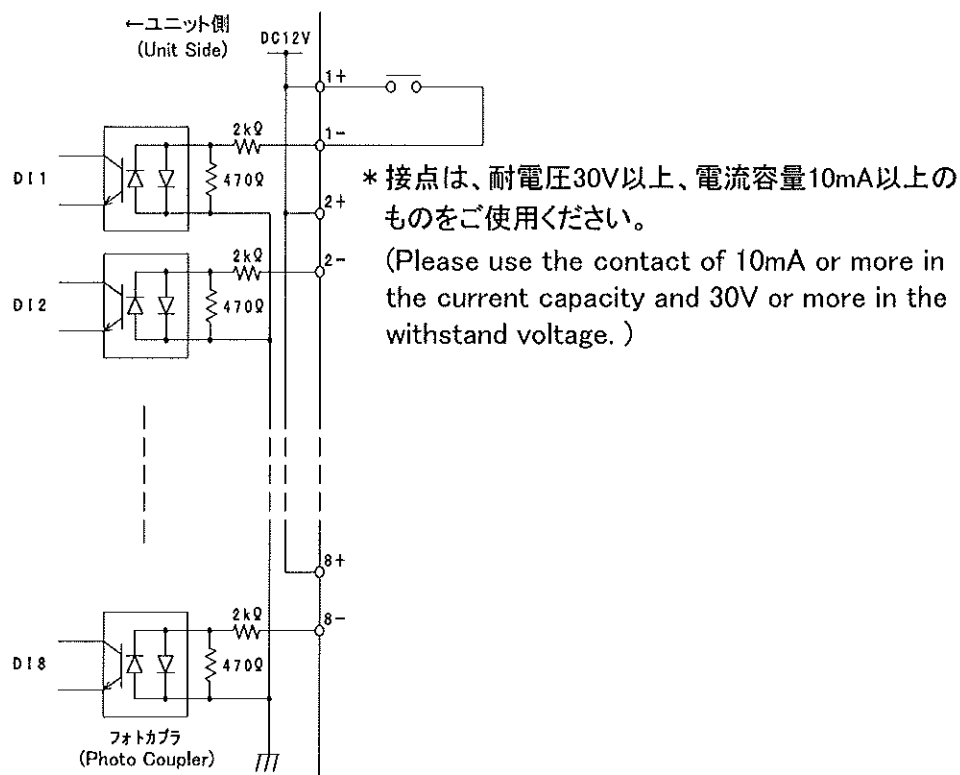 ←ユニット側
(Unit Side)
DC12V
1+
2kΩ
1-
DI1
470Ω
2+
2kΩ
2-
DI2
470Ω
*接点は、耐電圧30V以上、電流容量10mA以上の
ものをご使用ください。
(Please use the contact of 10mA or more in
the current capacity and 30V or more in the
withstand voltage. )
8+
2kΩ
8-
DI8
470Ω
フォトカプラ
(Photo Coupler)